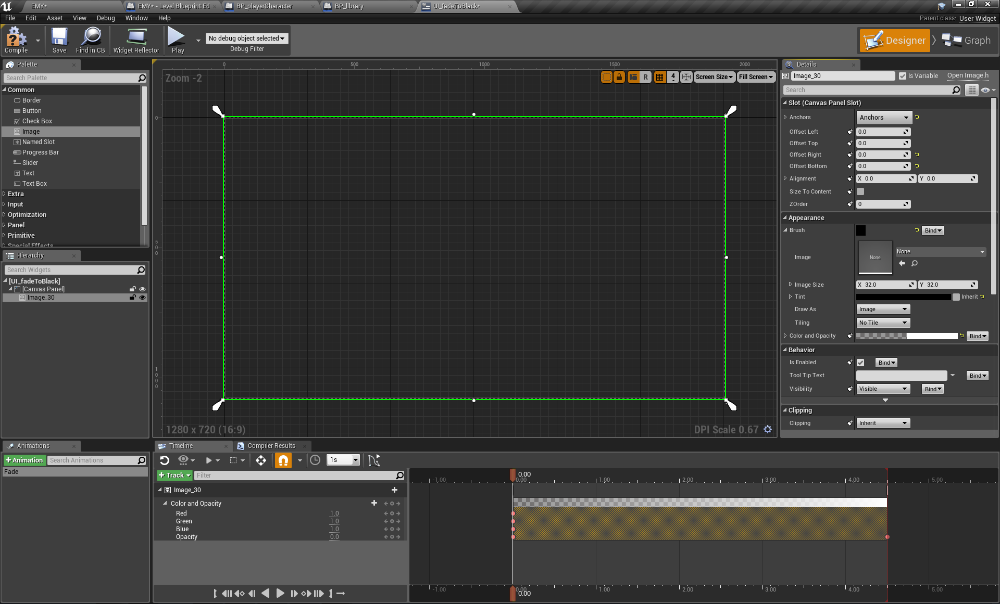 EMY*
EMY* - Level Blueprint Ed
BP_playerCharacter
BP_library
UI_fadeToBlack*
File Edit Asset View Debug Window Help
Parent class: User Widget
Compile
Save
Find in CB
Widget Reflector
Play
No debug object selected
Debug Filter
Designer
Graph
Palette
Search Palette
Common
Border
Button
Check Box
Image
Named Slot
Progress Bar
Slider
Text
Text Box
Extra
Input
Optimization
Panel
Primitive
Special Effects
Hierarchy
Search Widgets
[UI_fadeToBlack]
[Canvas Panel]
Image_30
0 500 1000 1500 2000
Zoom -2
R
4
Screen Size
Fill Screen
0
500
1000
1280 x 720 (16:9)
DPI Scale 0.67
Details
Image_30
Is Variable
Open Image.h
Search
Slot (Canvas Panel Slot)
Anchors Anchors
Offset Left 0.0
Offset Top 0.0
Offset Right 0.0
Offset Bottom 0.0
Alignment X 0.0 Y 0.0
Size To Content
ZOrder 0
Appearance
Brush Bind
Image None None
Image Size X 32.0 Y 32.0
Tint Inherit
Draw As Image
Tiling No Tile
Color and Opacity Bind
Behavior
Is Enabled Bind
Tool Tip Text Bind
Visibility Visible Bind
Clipping
Clipping Inherit
Animations
+ Animation Search Animations
Fade
Timeline
Compiler Results
1s
+ Track Filter
Image_30
Color and Opacity
Red 1.0
Green 1.0
Blue 1.0
Opacity 0.0
0.00
-1.00 0.00 1.00 2.00 3.00 4.00 5.00
-1.00 0.00 1.00 2.00 3.00 4.00 5.00
0.00